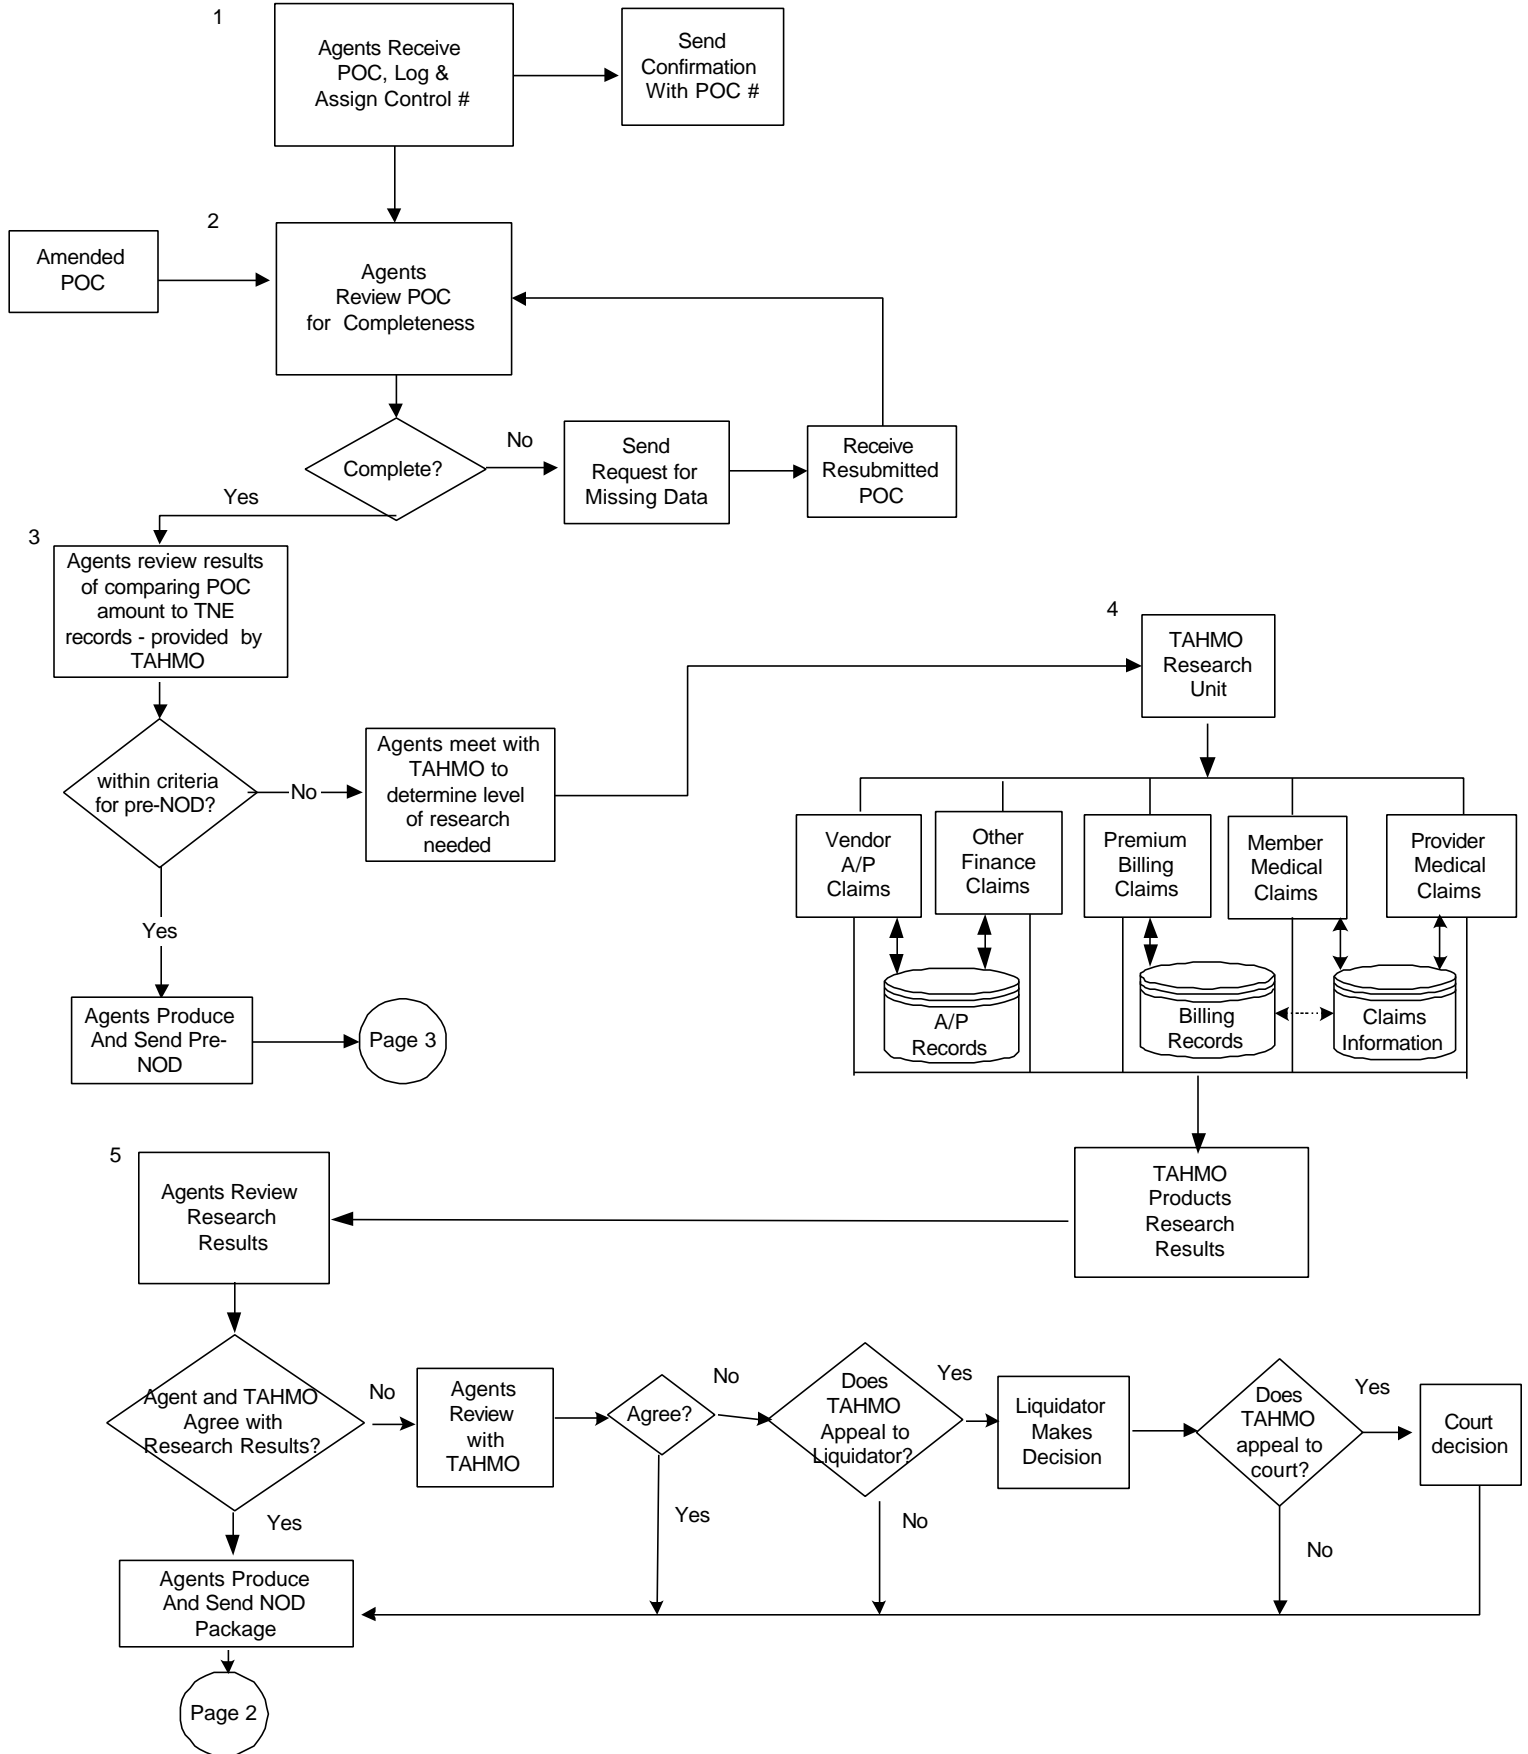 1
Agents Receive
POC, Log &
Assign Control #
Send
Confirmation
With POC #
2
Amended
POC
Agents
Review POC
for Completeness
Complete?
No
Send
Request for
Missing Data
Receive
Resubmitted
POC
Yes
3
Agents review results
of comparing POC
amount to TNE
records - provided by
TAHMO
within criteria
for pre-NOD?
No
Agents meet with
TAHMO to
determine level
of research
needed
4
TAHMO
Research
Unit
Vendor
A/P
Claims
Other
Finance
Claims
Premium
Billing
Claims
Member
Medical
Claims
Provider
Medical
Claims
A/P
Records
Billing
Records
Claims
Information
Yes
Agents Produce
And Send Pre-
NOD
Page 3
TAHMO
Products
Research
Results
5
Agents Review
Research
Results
Agent and TAHMO
Agree with
Research Results?
No
Agents
Review
with
TAHMO
Agree?
No
Does
TAHMO
Appeal to
Liquidator?
Yes
Liquidator
Makes
Decision
Does
TAHMO
appeal to
court?
Yes
Court
decision
Yes
Yes
No
No
Agents Produce
And Send NOD
Package
Page 2